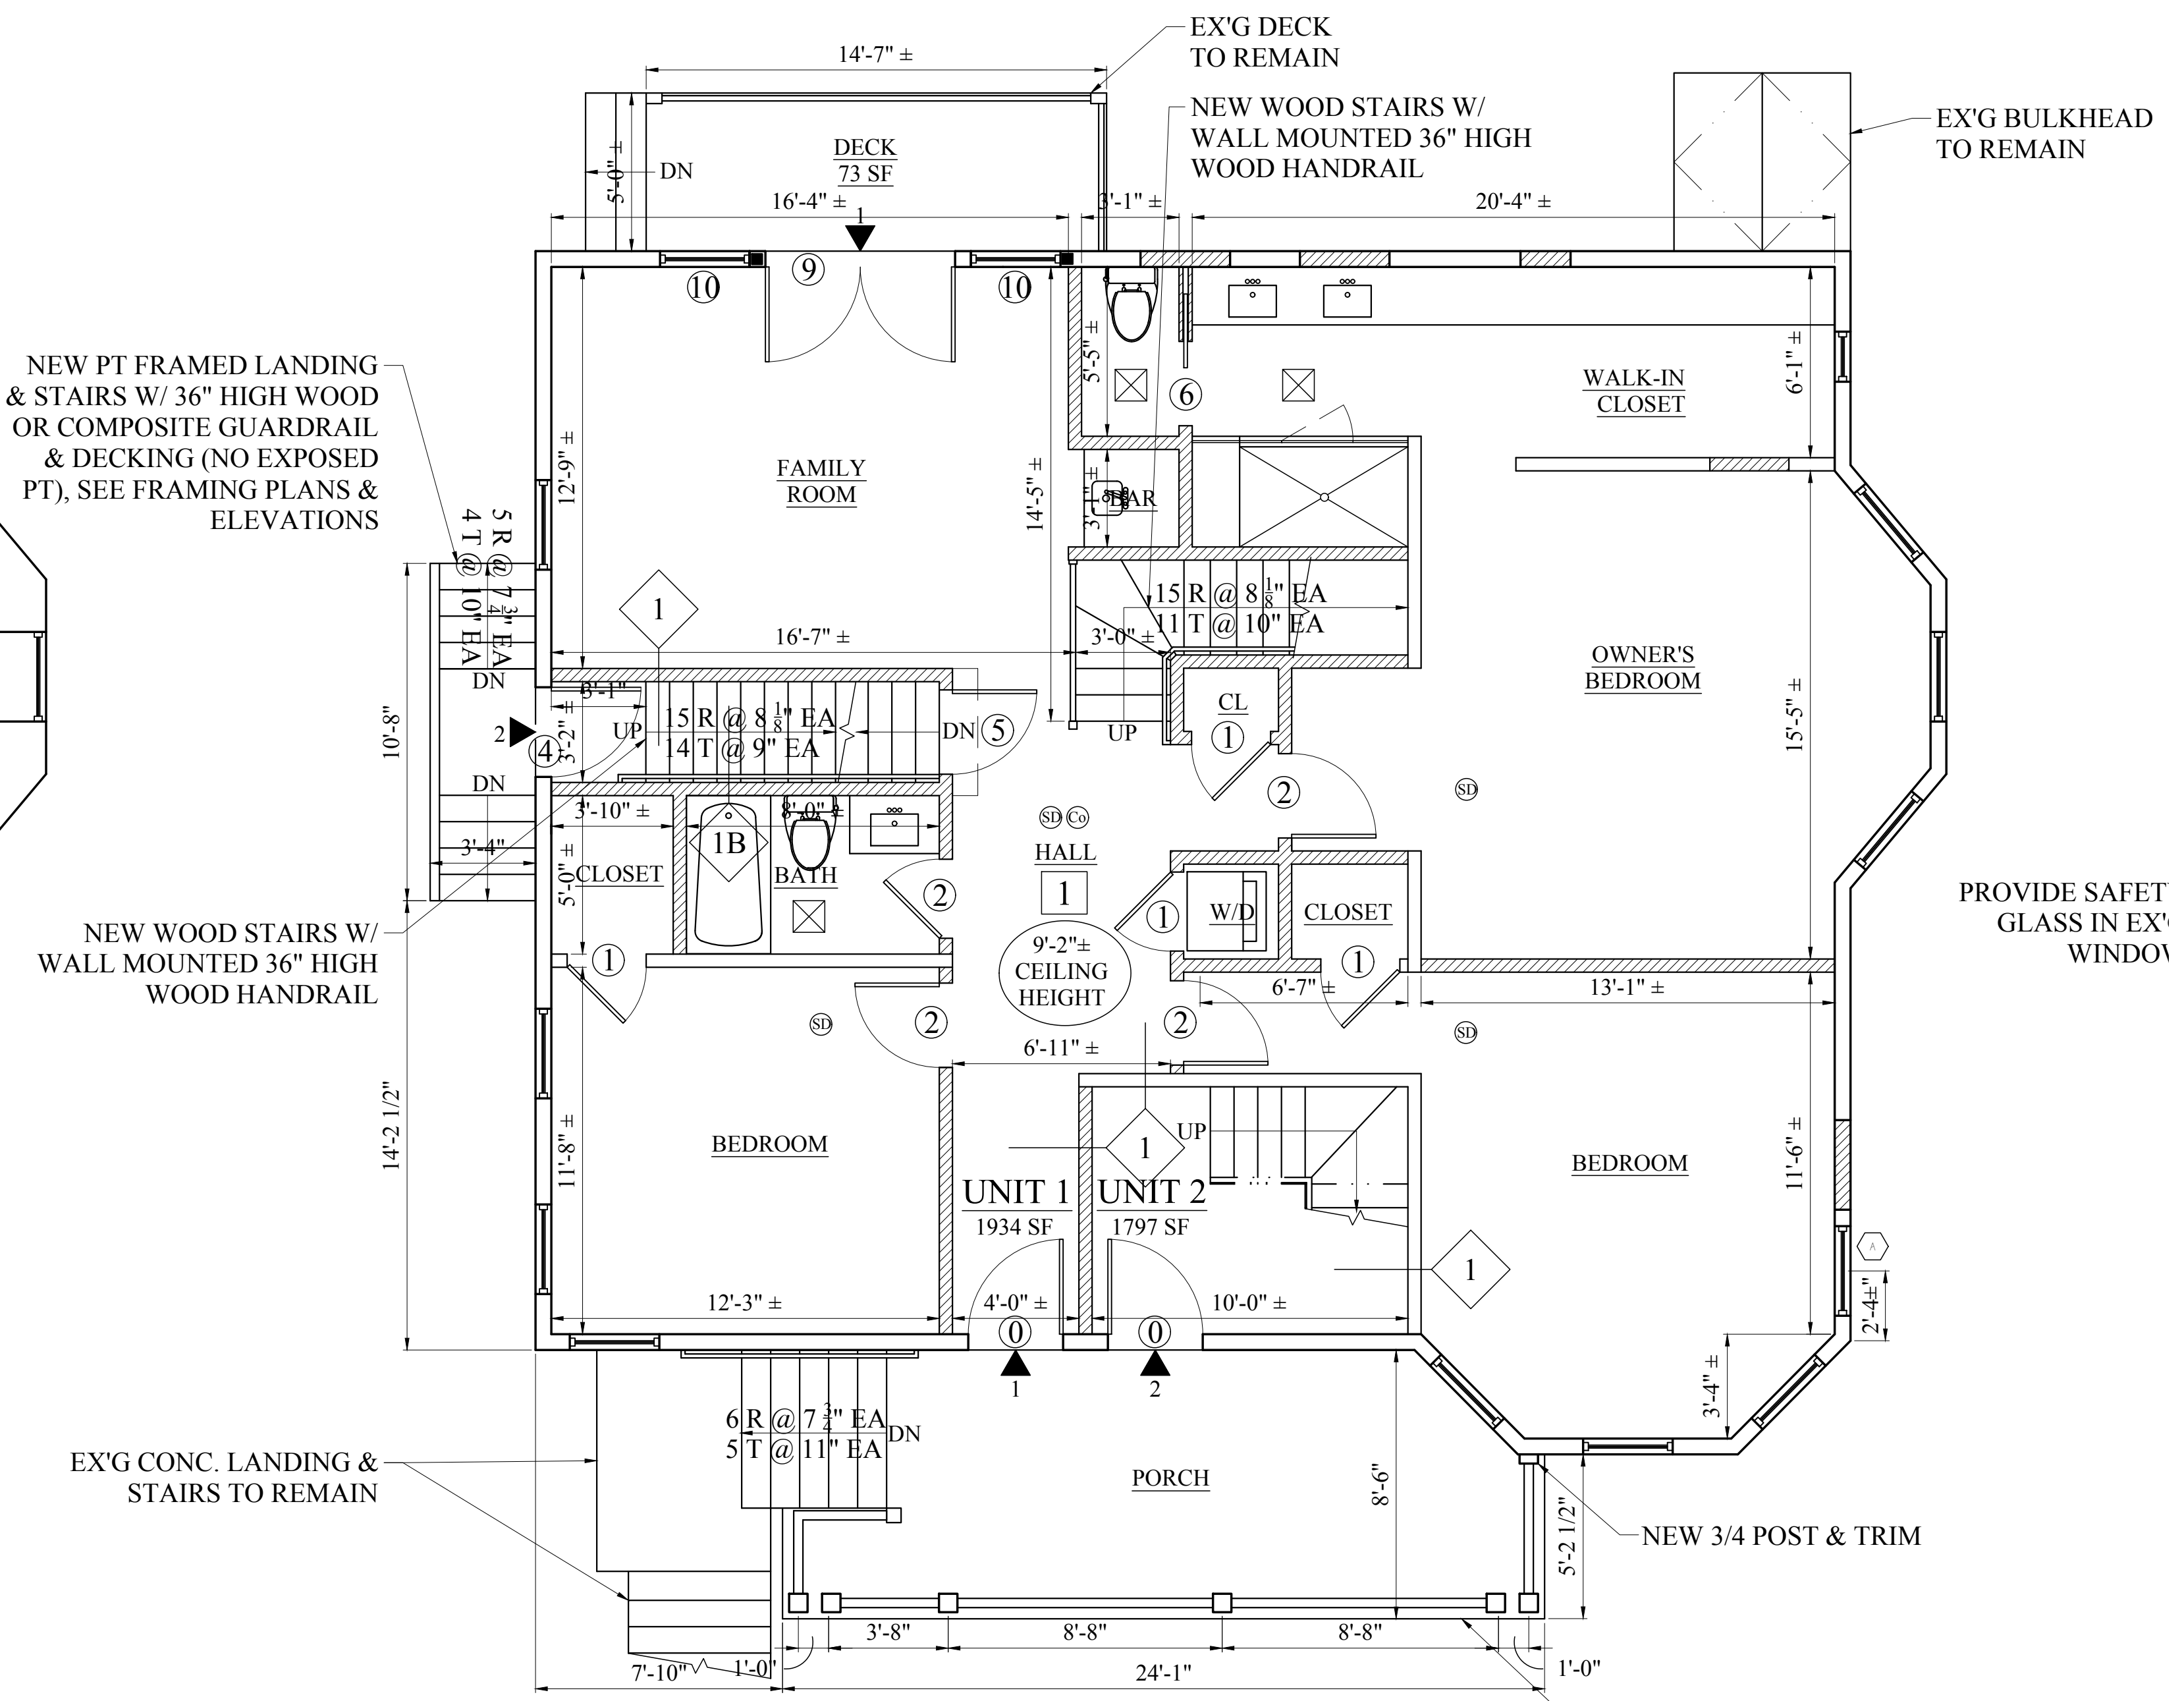 EX'G DECK
TO REMAIN
14'-7" ±
NEW WOOD STAIRS W/
WALL MOUNTED 36" HIGH
WOOD HANDRAIL
EX'G BULKHEAD
TO REMAIN
DECK
73 SF
DN
5'-0" ±
16'-4" ±
3'-1" ±
20'-4" ±
1
9
10
10
NEW PT FRAMED LANDING
& STAIRS W/ 36" HIGH WOOD
OR COMPOSITE GUARDRAIL
& DECKING (NO EXPOSED
PT), SEE FRAMING PLANS &
ELEVATIONS
5'-5" ±
6
WALK-IN
CLOSET
6'-1" ±
12'-9" ±
FAMILY
ROOM
14'-5" ±
3'-1" ±
BAR
5 R @ 7 3/4" EA
4 T @ 10" EA
1
15 R @ 8 1/8" EA
11 T @ 10" EA
16'-7" ±
3'-0" ±
OWNER'S
BEDROOM
DN
3'-1"
CL
1
10'-8"
2
4
3'-2" ±
UP
15 R @ 8 1/8" EA
14 T @ 9" EA
DN
5
UP
15'-5" ±
DN
2
SD
3'-10" ±
8'-0" ±
SD
Co
3'-4"
1B
HALL
1
5'-0" ±
CLOSET
BATH
2
1
W/D
CLOSET
PROVIDE SAFET
GLASS IN EX'
WINDOW
NEW WOOD STAIRS W/
WALL MOUNTED 36" HIGH
WOOD HANDRAIL
9'-2"±
CEILING
HEIGHT
1
1
6'-7" ±
13'-1" ±
SD
2
2
SD
6'-11" ±
14'-2 1/2"
11'-8" ±
BEDROOM
1
UP
BEDROOM
11'-6" ±
UNIT 1
1934 SF
UNIT 2
1797 SF
A
1
2'-4±"
12'-3" ±
4'-0" ±
10'-0" ±
0
0
1
2
3'-4" ±
6 R @ 7 3/4" EA
5 T @ 11" EA
DN
EX'G CONC. LANDING &
STAIRS TO REMAIN
PORCH
8'-6"
5'-2 1/2"
NEW 3/4 POST & TRIM
3'-8"
8'-8"
8'-8"
7'-10"
1'-0"
24'-1"
1'-0"